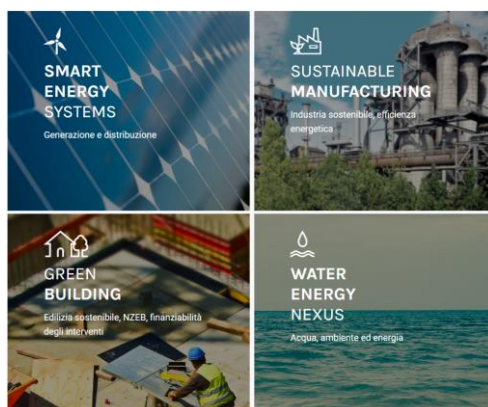 SMART
ENERGY
SYSTEMS
Generazione e distribuzione
SUSTAINABLE
MANUFACTURING
Industria sostenibile, efficienza
energetica
GREEN
BUILDING
Edilizia sostenibile, NZEB, finanziabilità
degli interventi
WATER
ENERGY
NEXUS
Acqua, ambiente ed energia